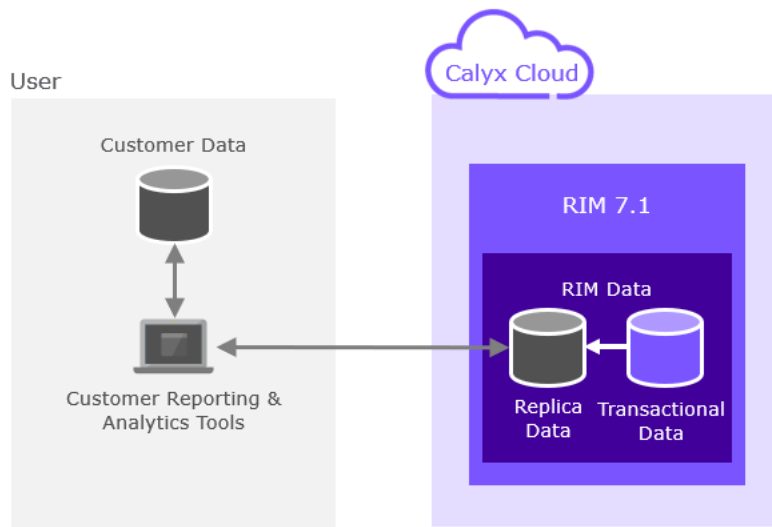 User
Customer Data
Customer Reporting &
Analytics Tools
Calyx Cloud
RIM 7.1
RIM Data
Replica
Data
Transactional
Data